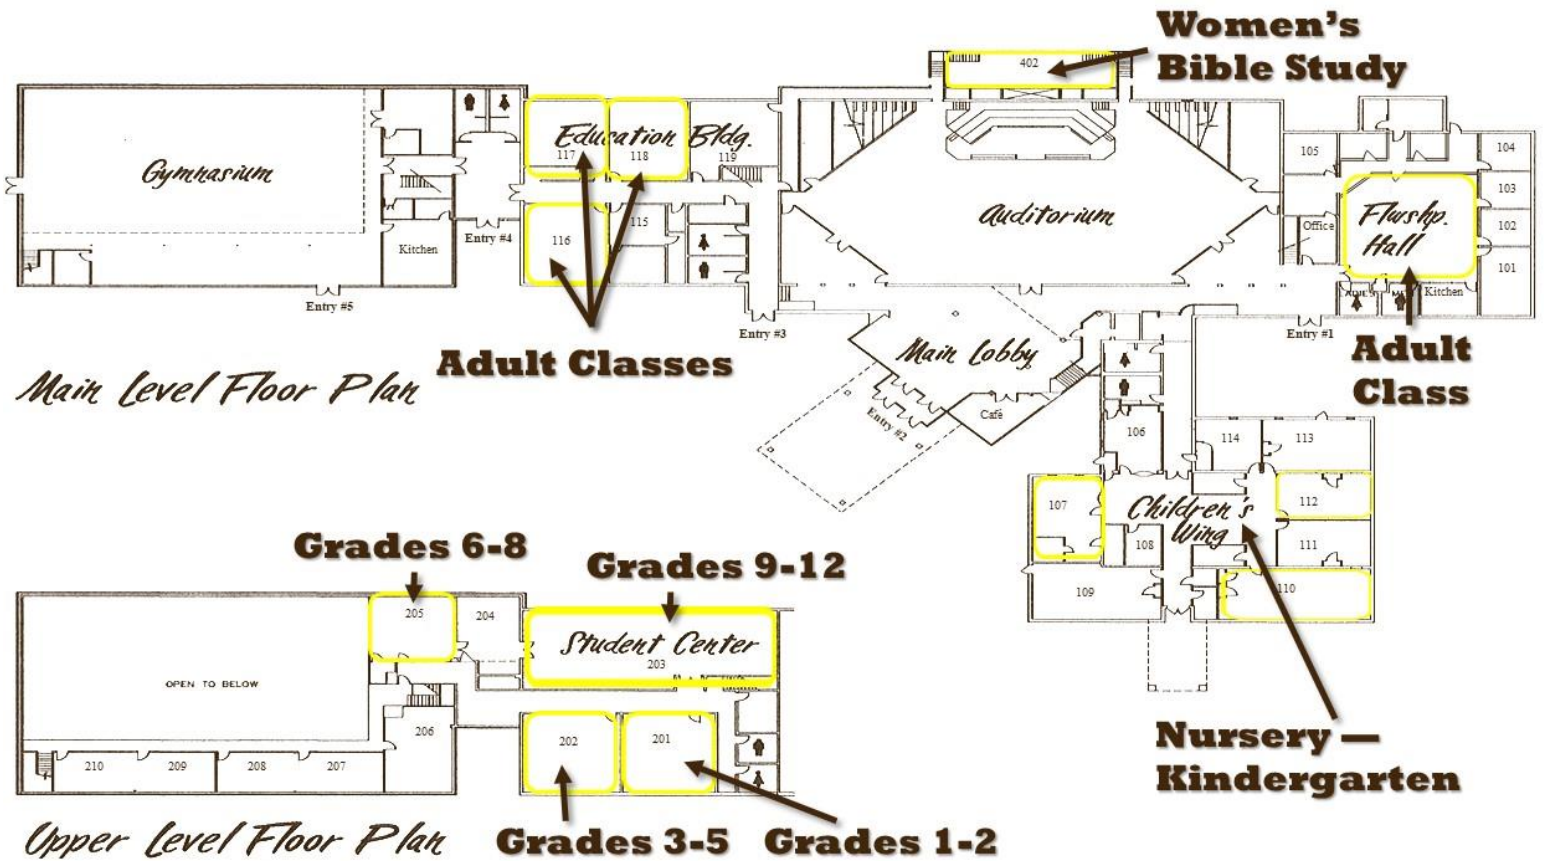 Women's
Bible Study
402
Education Bldg.
117
118
119
Gymnasium
Auditorium
105
104
103
102
101
Flwshp.
Hall
Office
115
116
Kitchen
Entry #4
Entry #5
Entry #3
Kitchen
Entry #1
Adult Classes
Main Lobby
Adult
Class
Main Level Floor Plan
Café
Entry #2
106
114
113
107
112
Children's
Wing
108
111
109
110
Grades 6-8
Grades 9-12
205
204
Student Center
203
OPEN TO BELOW
206
202
201
210
209
208
207
Nursery —
Kindergarten
Upper Level Floor Plan
Grades 3-5
Grades 1-2